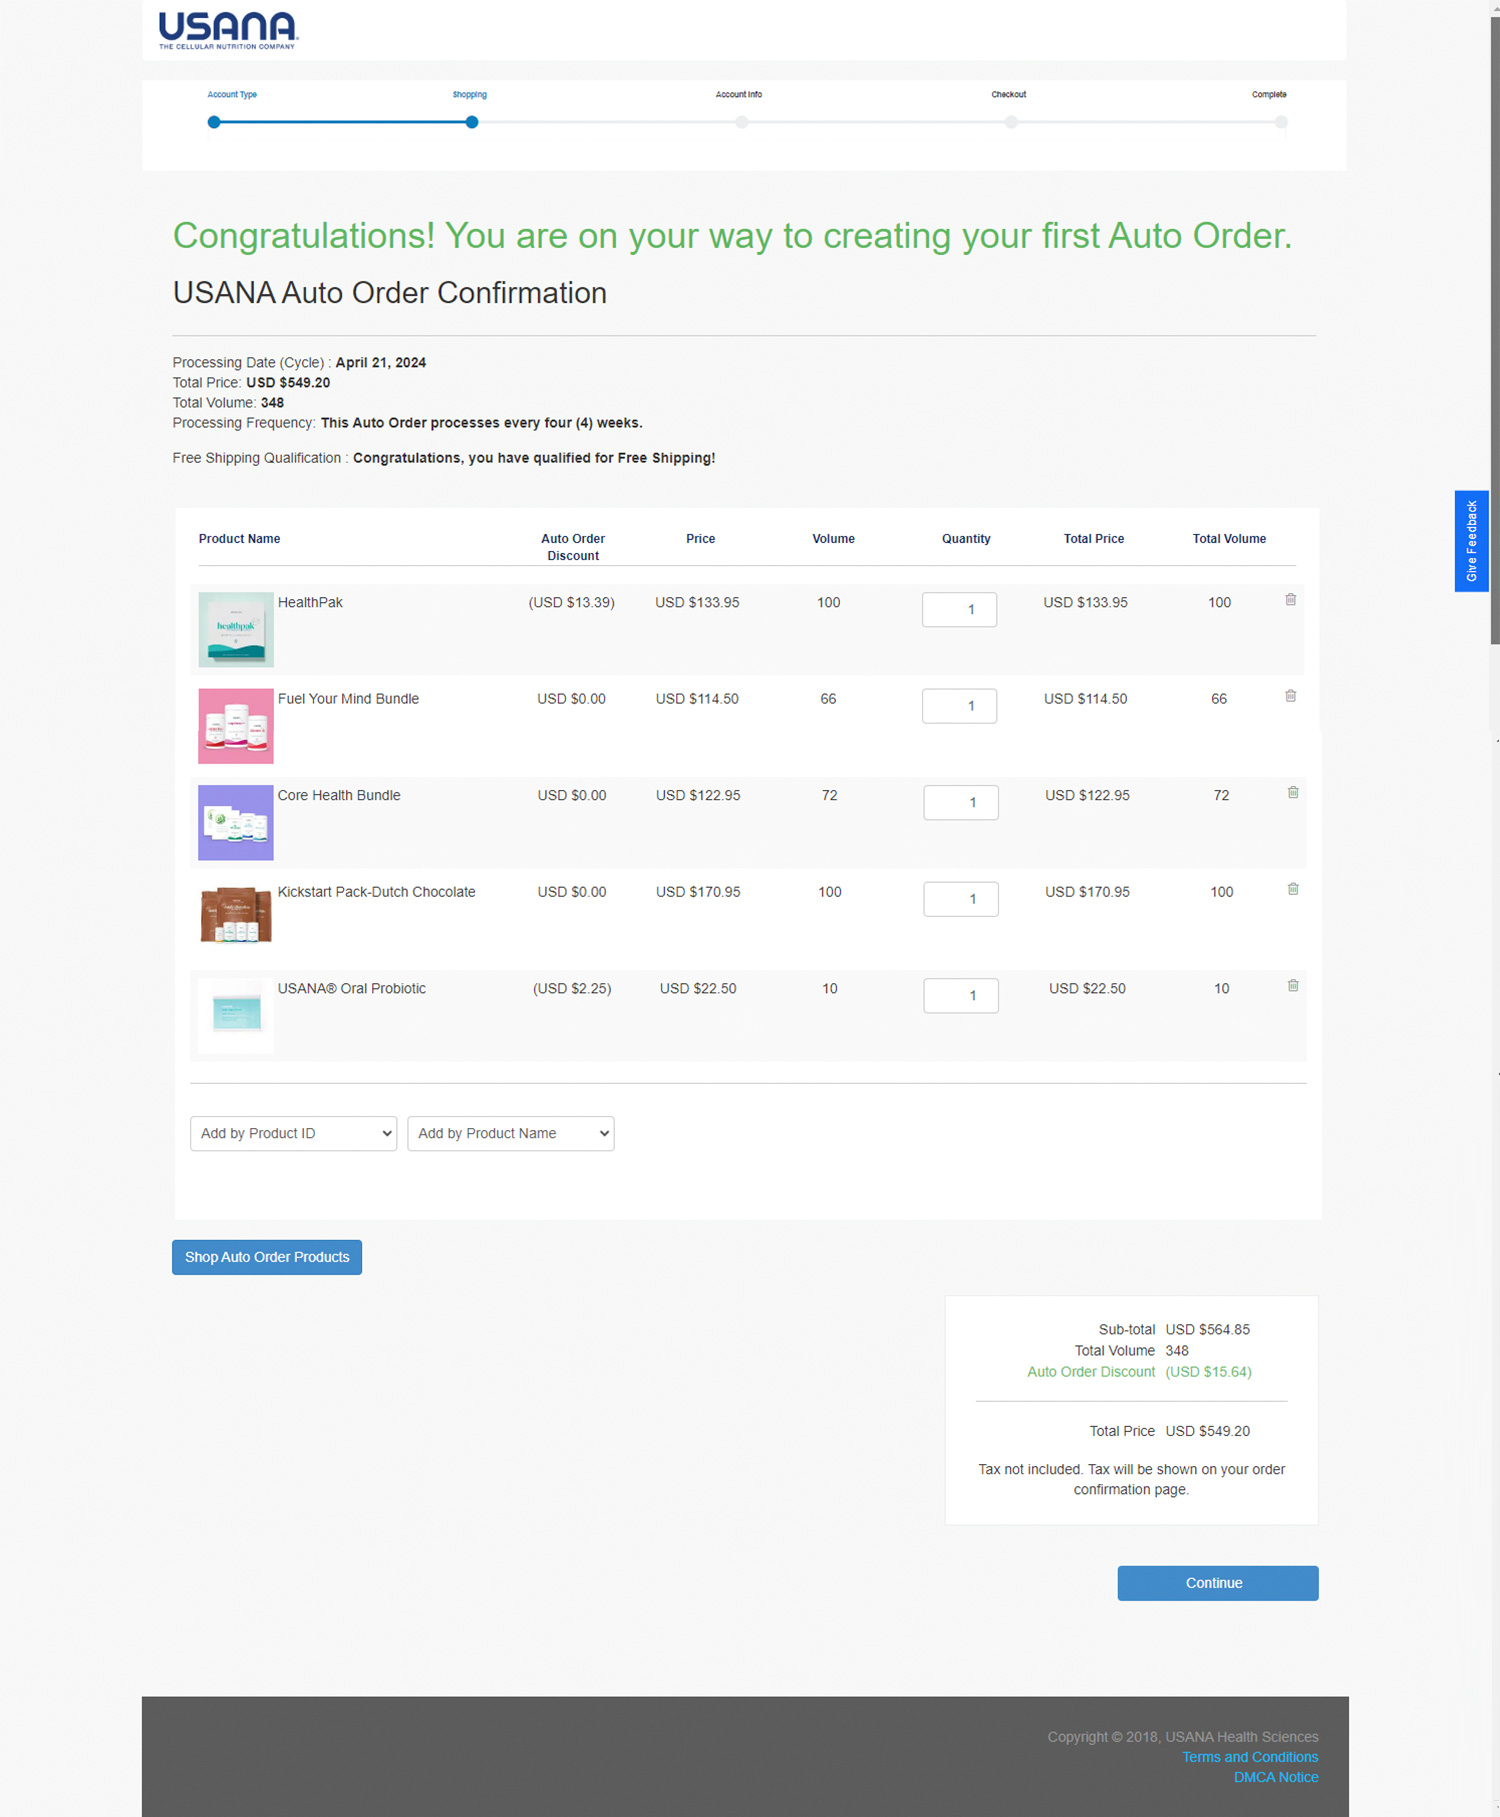 USANA
THE CELLULAR NUTRITION COMPANY
Account Type Shopping Account Info Checkout Complete
Congratulations! You are on your way to creating your first Auto Order.
USANA Auto Order Confirmation
Processing Date (Cycle) : April 21, 2024
Total Price: USD $549.20
Total Volume: 348
Processing Frequency: This Auto Order processes every four (4) weeks.
Free Shipping Qualification : Congratulations, you have qualified for Free Shipping!
Give Feedback
Product Name Auto Order Discount Price Volume Quantity Total Price Total Volume
healthpak
HealthPak (USD $13.39) USD $133.95 100 1 USD $133.95 100
Fuel Your Mind Bundle USD $0.00 USD $114.50 66 1 USD $114.50 66
Core Health Bundle USD $0.00 USD $122.95 72 1 USD $122.95 72
Kickstart Pack-Dutch Chocolate USD $0.00 USD $170.95 100 1 USD $170.95 100
USANA® Oral Probiotic (USD $2.25) USD $22.50 10 1 USD $22.50 10
Add by Product ID Add by Product Name
Shop Auto Order Products
Sub-total USD $564.85
Total Volume 348
Auto Order Discount (USD $15.64)
Total Price USD $549.20
Tax not included. Tax will be shown on your order
confirmation page.
Continue
Copyright © 2018, USANA Health Sciences
Terms and Conditions
DMCA Notice